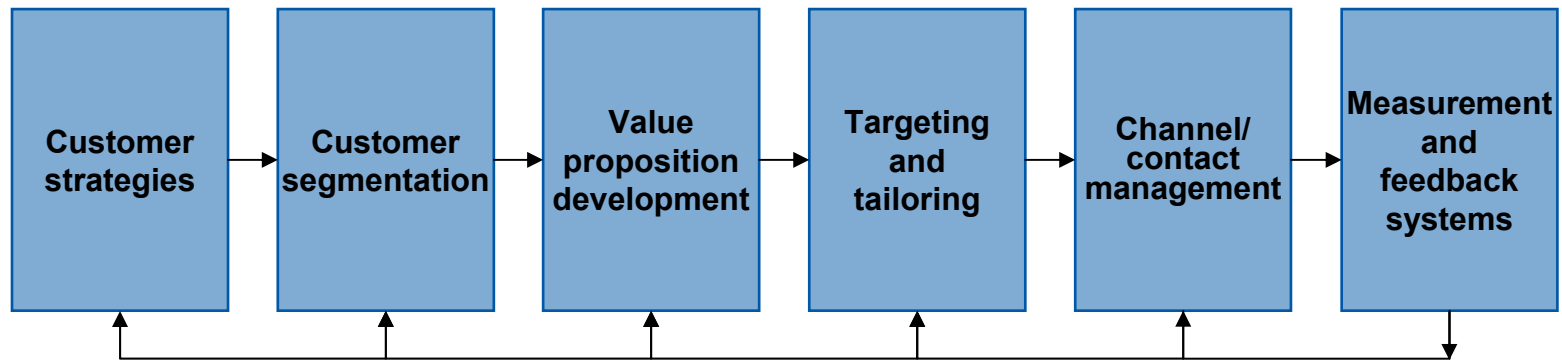 Customer
strategies
Customer
segmentation
Value
proposition
development
Targeting
and
tailoring
Channel/
contact
management
Measurement
and
feedback
systems